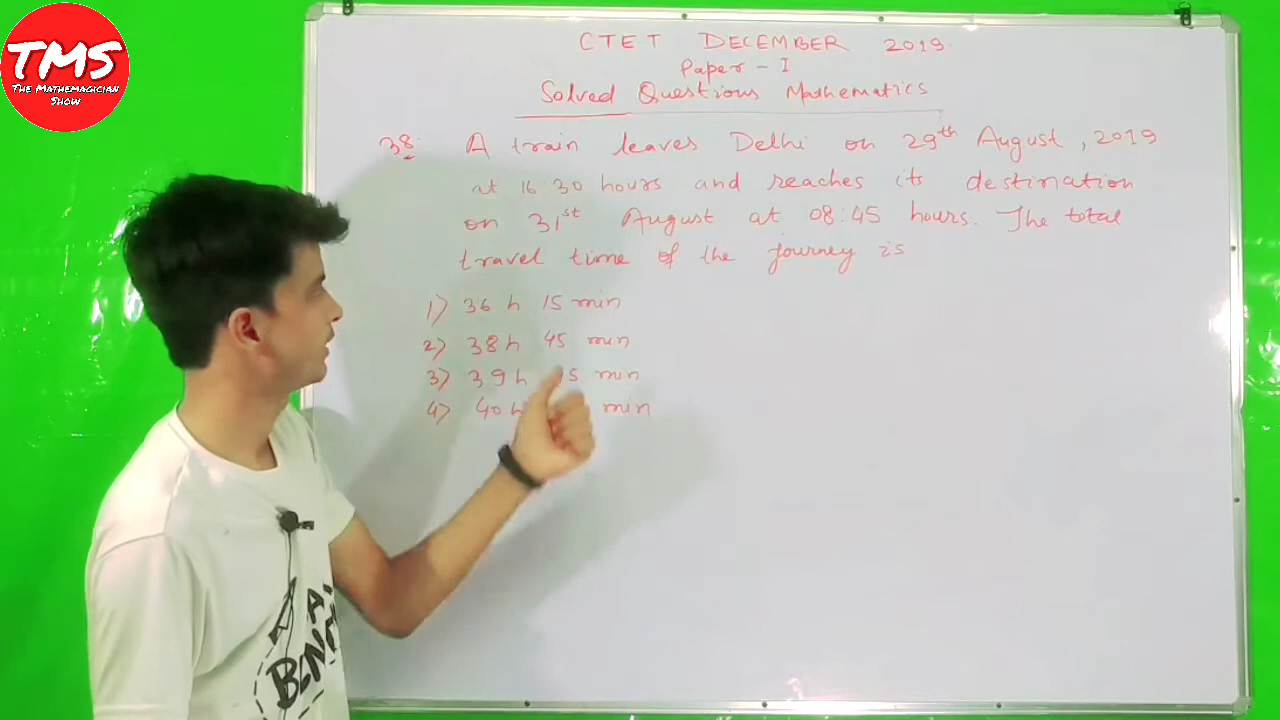 TMS
The Mathemagician
Show
CTET DECEMBER 2019.
Paper - I
Solved Questions Mathematics
38. A train leaves Delhi on 29th August, 2019
at 16 30 hours and reaches its destination
on 31st August at 08:45 hours. The total
travel time of the journey is
1) 36 h 15 min
2) 38 h 45 min
3) 39 h min
4) 40 h min